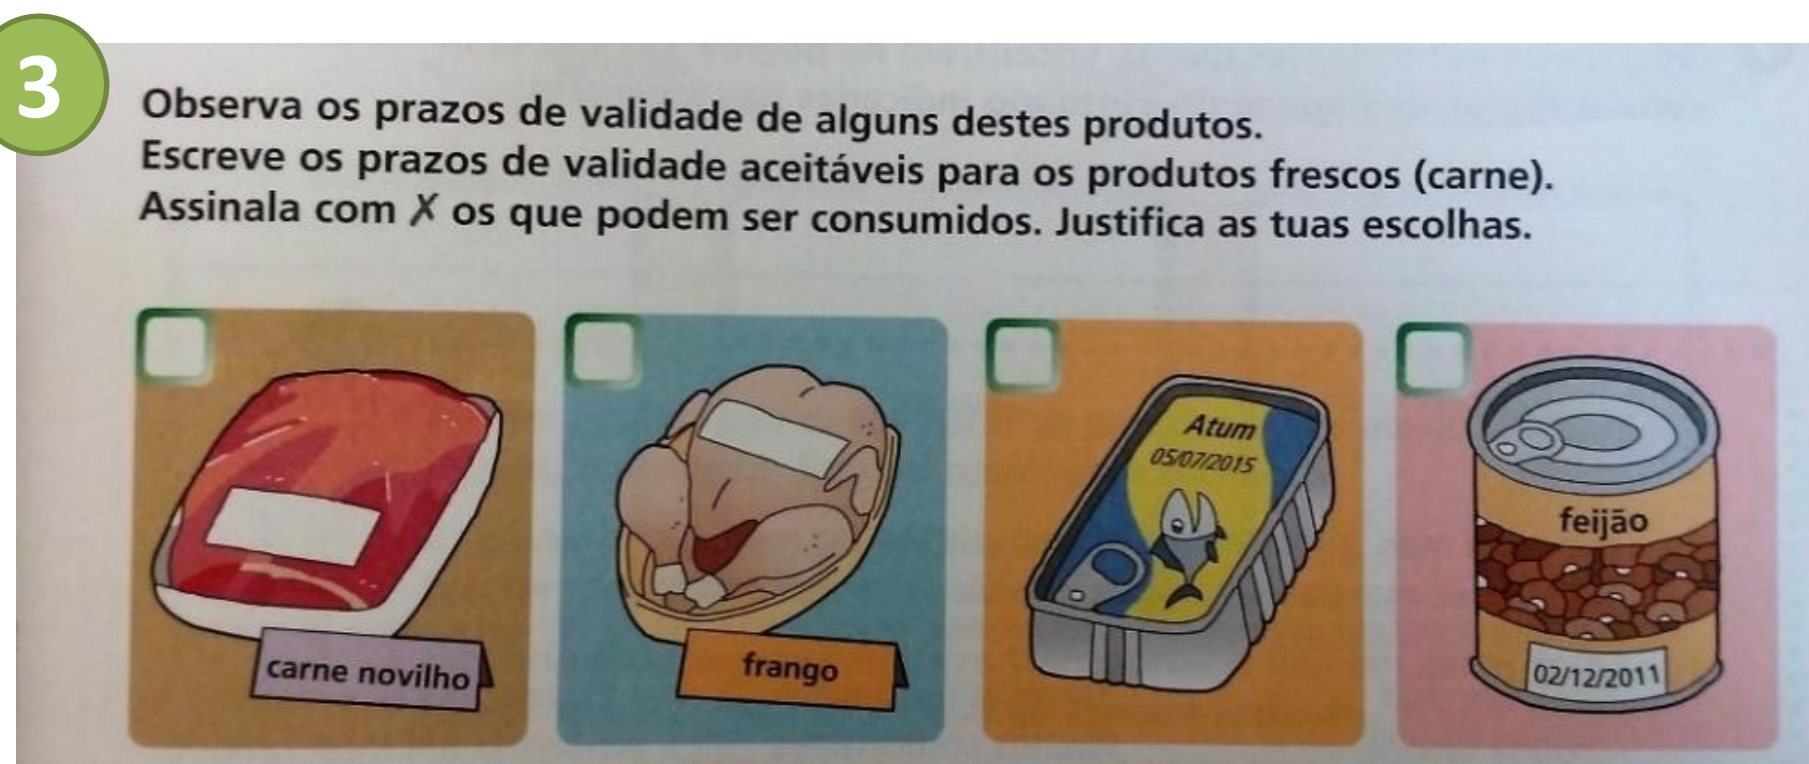 3
Observa os prazos de validade de alguns destes produtos.
Escreve os prazos de validade aceitáveis para os produtos frescos (carne).
Assinala com X os que podem ser consumidos. Justifica as tuas escolhas.
carne novilho
frango
Atum
05/07/2015
feijão
02/12/2011